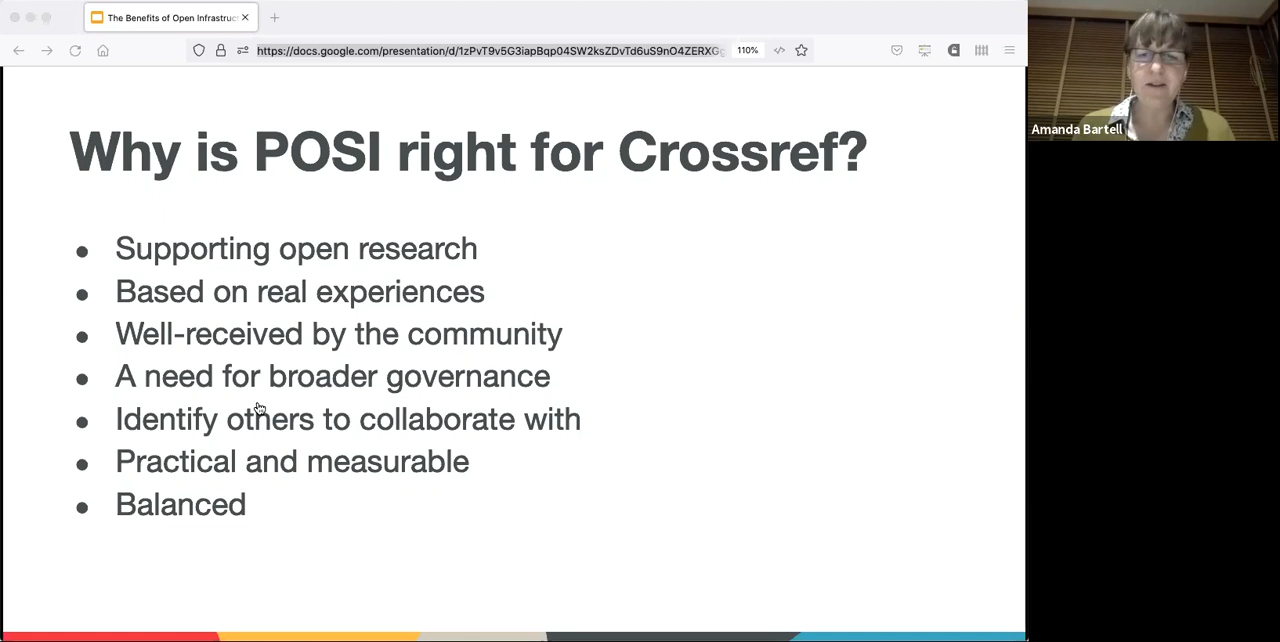 The Benefits of Open Infrastruc
https://docs.google.com/presentation/d/1zPvT9v5G3iapBqp04SW2ksZDvTd6uS9nO4ZERXG
110%
Amanda Bartell
Why is POSI right for Crossref?
● Supporting open research
● Based on real experiences
● Well-received by the community
● A need for broader governance
● Identify others to collaborate with
● Practical and measurable
● Balanced